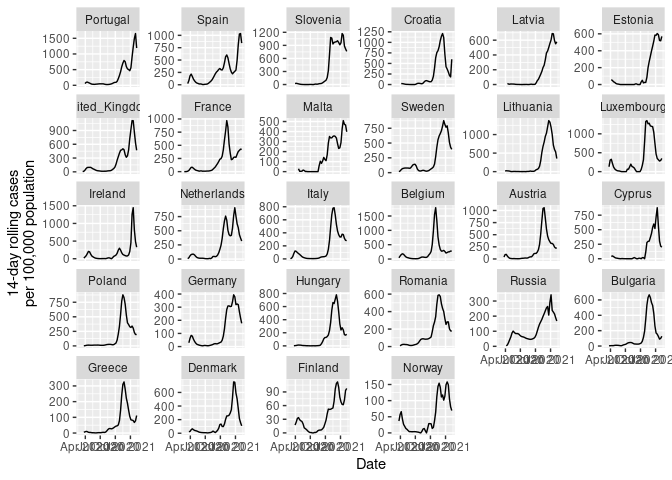 Portugal Spain Slovenia Croatia Latvia Estonia
1500 1000 500 0
1000 750 500 250 0
1200 800 400 0
1250 1000 750 500 250 0
600 400 200 0
600 400 200 0
ited_Kingdo France Malta Sweden Lithuania Luxembourg
900 600 300 0
1000 750 500 250 0
500 400 300 200 100 0
750 500 250 0
1000 500 0
1000 500 0
Ireland Netherlands Italy Belgium Austria Cyprus
1500 1000 500 0
900 600 300 0
800 600 400 200 0
1500 1000 500 0
1000 750 500 250 0
750 500 250 0
Poland Germany Hungary Romania Russia Bulgaria
750 500 250 0
400 300 200 100 0
800 600 400 200 0
600 400 200 0
300 200 100 0
600 400 200 0
Greece Denmark Finland Norway
300 200 100 0
600 400 200 0
90 60 30 0
150 100 50 0
14-day rolling cases
per 100,000 population
Date